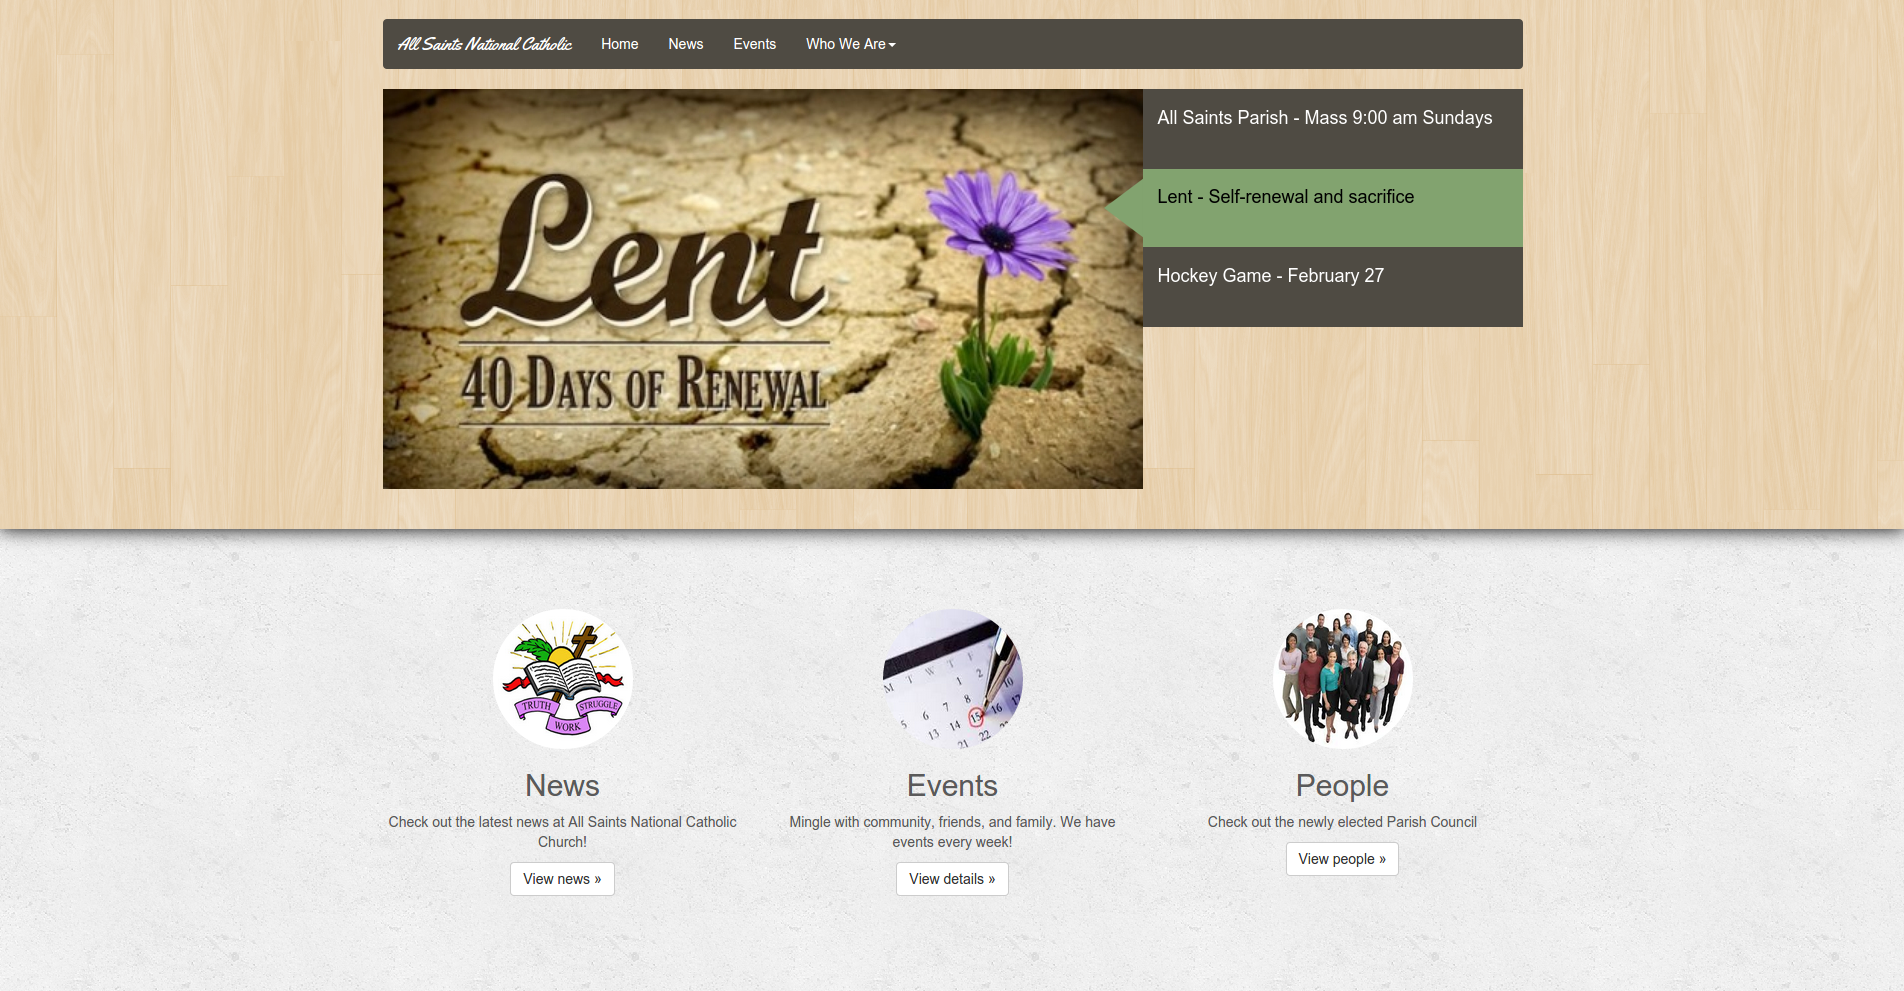 All Saints National Catholic
Home
News
Events
Who We Are
Lent
40 Days of Renewal
All Saints Parish - Mass 9:00 am Sundays
Lent - Self-renewal and sacrifice
Hockey Game - February 27
TRUTH
WORK
STRUGGLE
M T W T F
1 2
5 6 7 8 10
13 14 15 16 17
21 22
News
Check out the latest news at All Saints National Catholic
Church!
View news »
Events
Mingle with community, friends, and family. We have
events every week!
View details »
People
Check out the newly elected Parish Council
View people »